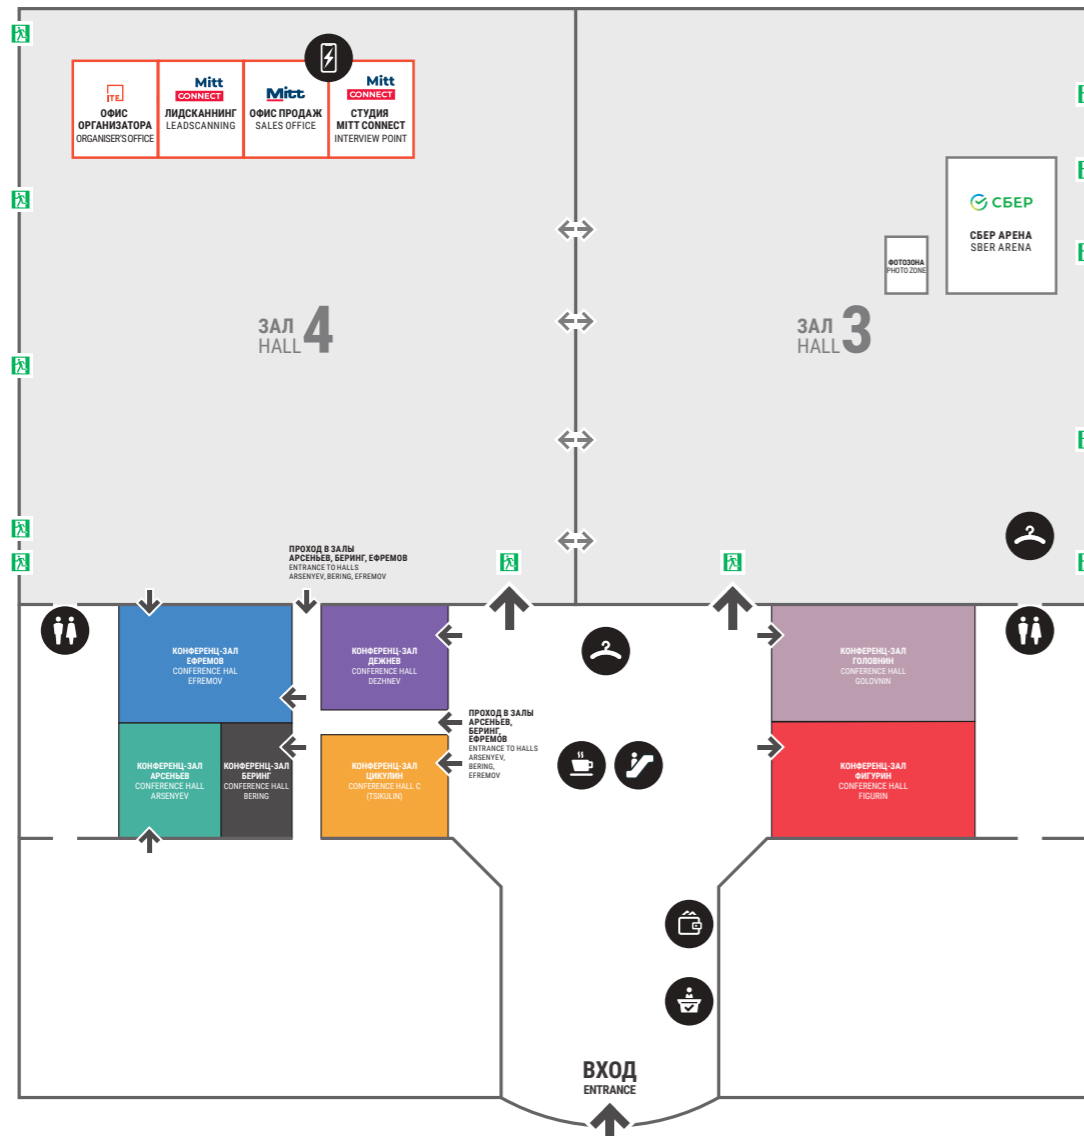 ITE
ОФИС
ОРГАНИЗАТОРА
ORGANISER'S OFFICE
Mitt
CONNECT
ЛИДСКАННИНГ
LEADSCANNING
Mitt
ОФИС ПРОДАЖ
SALES OFFICE
Mitt
CONNECT
СТУДИЯ
MITT CONNECT
INTERVIEW POINT
СБЕР
СБЕР АРЕНА
SBER ARENA
ФОТОЗОНА
PHOTO ZONE
ЗАЛ
HALL
4
ЗАЛ
HALL
3
ПРОХОД В ЗАЛЫ
АРСЕНЬЕВ, БЕРИНГ, ЕФРЕМОВ
ENTRANCE TO HALLS
ARSENYEV, BERING, EFREMOV
КОНФЕРЕНЦ-ЗАЛ
ЕФРЕМОВ
CONFERENCE HAL
EFREMOV
КОНФЕРЕНЦ-ЗАЛ
ДЕЖНЕВ
CONFERENCE HALL
DEZHNEV
КОНФЕРЕНЦ-ЗАЛ
ГОЛОВНИН
CONFERENCE HALL
GOLOVNIN
ПРОХОД В ЗАЛЫ
АРСЕНЬЕВ,
БЕРИНГ,
ЕФРЕМОВ
ENTRANCE TO HALLS
ARSENYEV,
BERING,
EFREMOV
КОНФЕРЕНЦ-ЗАЛ
АРСЕНЬЕВ
CONFERENCE HALL
ARSENYEV
КОНФЕРЕНЦ-ЗАЛ
БЕРИНГ
CONFERENCE HALL
BERING
КОНФЕРЕНЦ-ЗАЛ
ЦИКУЛИН
CONFERENCE HALL C
(TSIKULIN)
КОНФЕРЕНЦ-ЗАЛ
ФИГУРИН
CONFERENCE HALL
FIGURIN
ВХОД
ENTRANCE